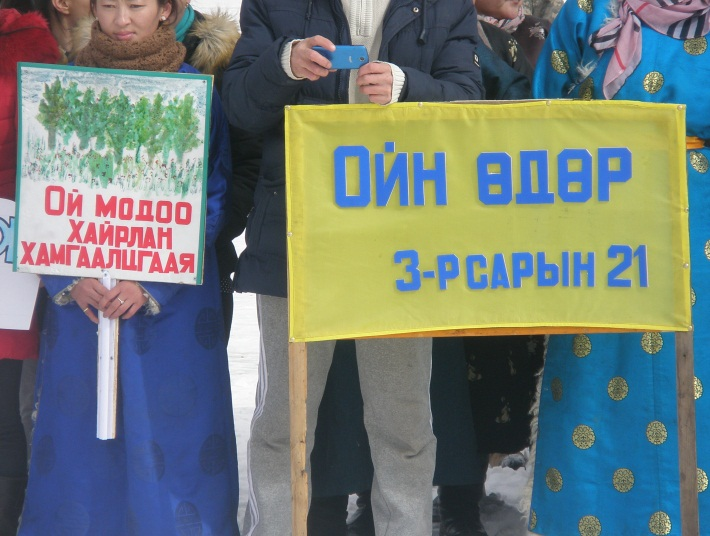 Ой модоо
хайрлан
хамгаалцгаая
Ойн өдөр
3-р сарын 21